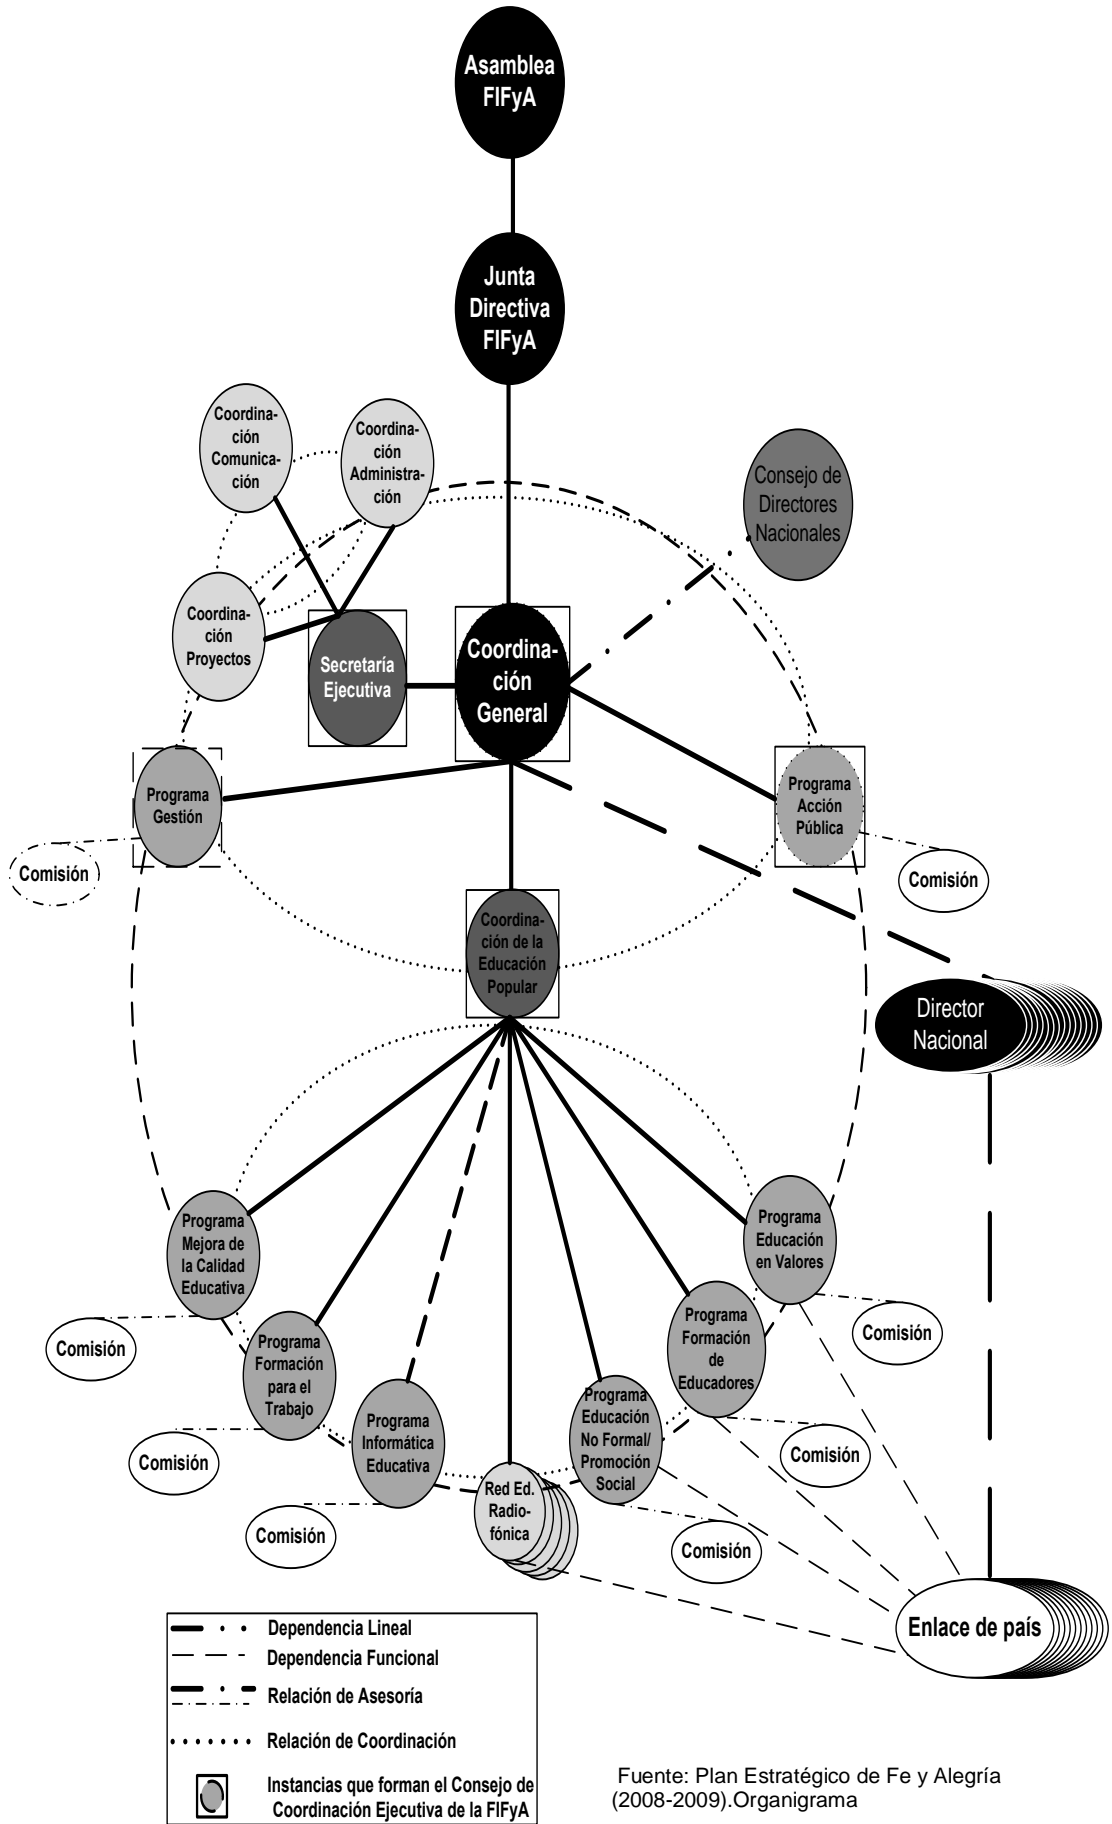 Asamblea
FIFyA
Junta
Directiva
FIFyA
Coordina-
ción
Comunica-
ción
Coordina-
ción
Administra-
ción
Consejo de
Directores
Nacionales
Coordina-
ción
Proyectos
Secretaría
Ejecutiva
Coordina-
ción
General
Programa
Gestión
Programa
Acción
Pública
Comisión
Comisión
Coordina-
ción de la
Educación
Popular
Director
Nacional
Programa
Mejora de
la Calidad
Educativa
Programa
Educación
en Valores
Comisión
Comisión
Programa
Formación
para el
Trabajo
Programa
Formación
de
Educadores
Comisión
Comisión
Programa
Informática
Educativa
Programa
Educación
No Formal/
Promoción
Social
Red Ed.
Radio-
fónica
Comisión
Comisión
Enlace de país
Dependencia Lineal
Dependencia Funcional
Relación de Asesoría
Relación de Coordinación
Instancias que forman el Consejo de
Coordinación Ejecutiva de la FIFyA
Fuente: Plan Estratégico de Fe y Alegría
(2008-2009).Organigrama